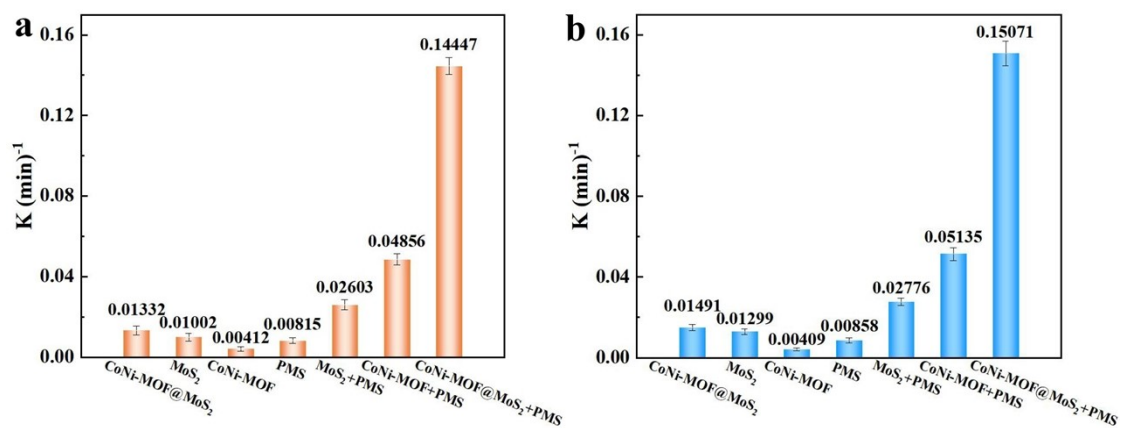 a
K (min)⁻¹
0.16
0.12
0.08
0.04
0.00
0.01332
0.01002
0.00412
0.00815
0.02603
0.04856
0.14447
CoNi-MOF@MoS₂
MoS₂
CoNi-MOF
PMS
MoS₂+PMS
CoNi-MOF+PMS
CoNi-MOF@MoS₂+PMS
b
K (min)⁻¹
0.16
0.12
0.08
0.04
0.00
0.01491
0.01299
0.00409
0.00858
0.02776
0.05135
0.15071
CoNi-MOF@MoS₂
MoS₂
CoNi-MOF
PMS
MoS₂+PMS
CoNi-MOF+PMS
CoNi-MOF@MoS₂+PMS